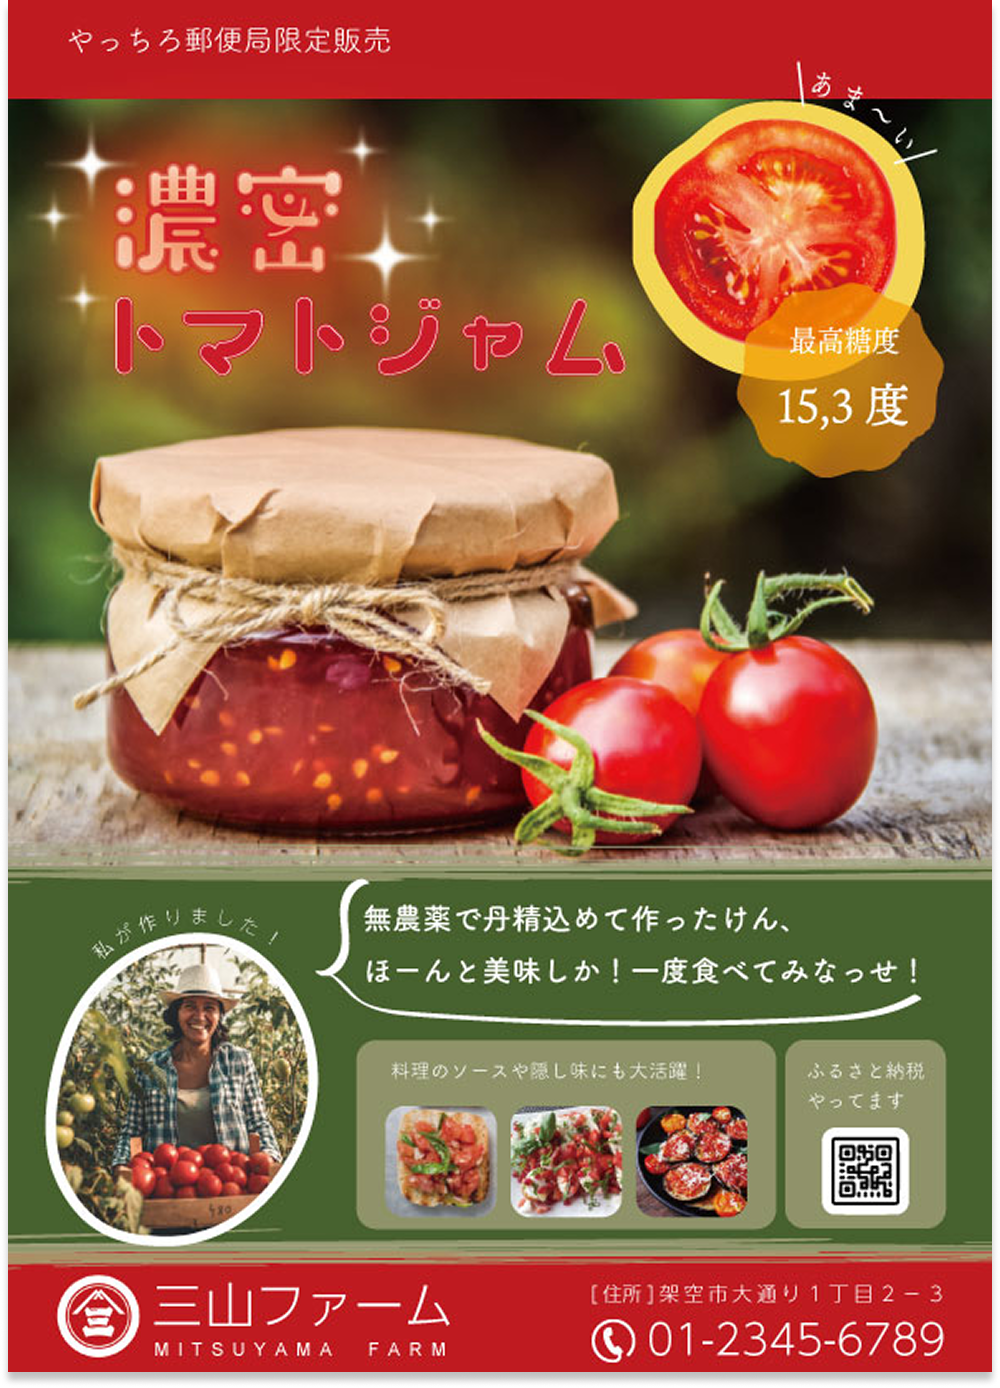 やっちろ郵便局限定販売
あま〜い
濃密
トマトジャム
最高糖度
15,3 度
私が作りました！
無農薬で丹精込めて作ったけん、
ほーんと美味しか！一度食べてみなっせ！
料理のソースや隠し味にも大活躍！
ふるさと納税
やってます
三山ファーム
MITSUYAMA FARM
[住所]架空市大通り１丁目２−３
01-2345-6789